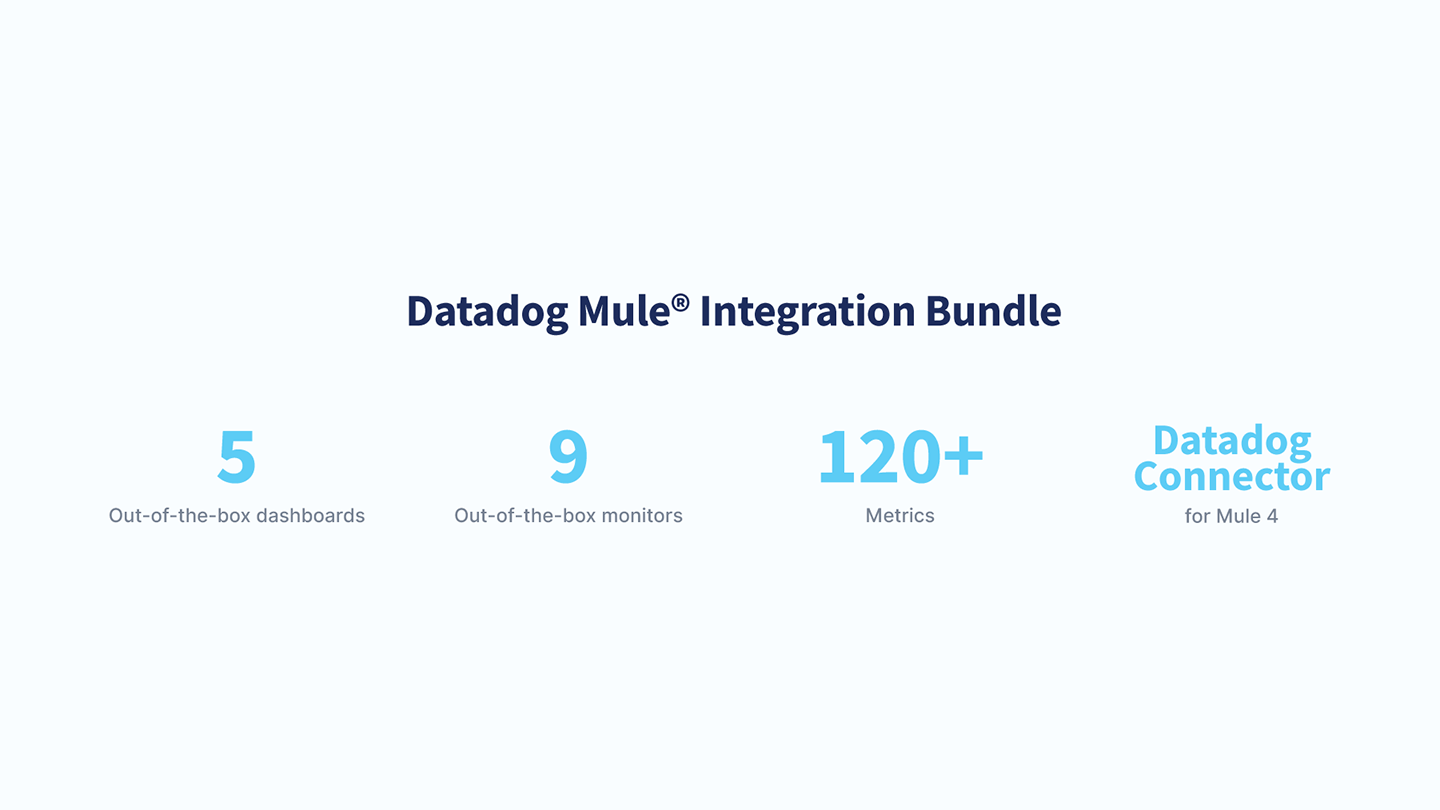 Datadog Mule® Integration Bundle
5
Out-of-the-box dashboards
9
Out-of-the-box monitors
120+
Metrics
Datadog
Connector
for Mule 4